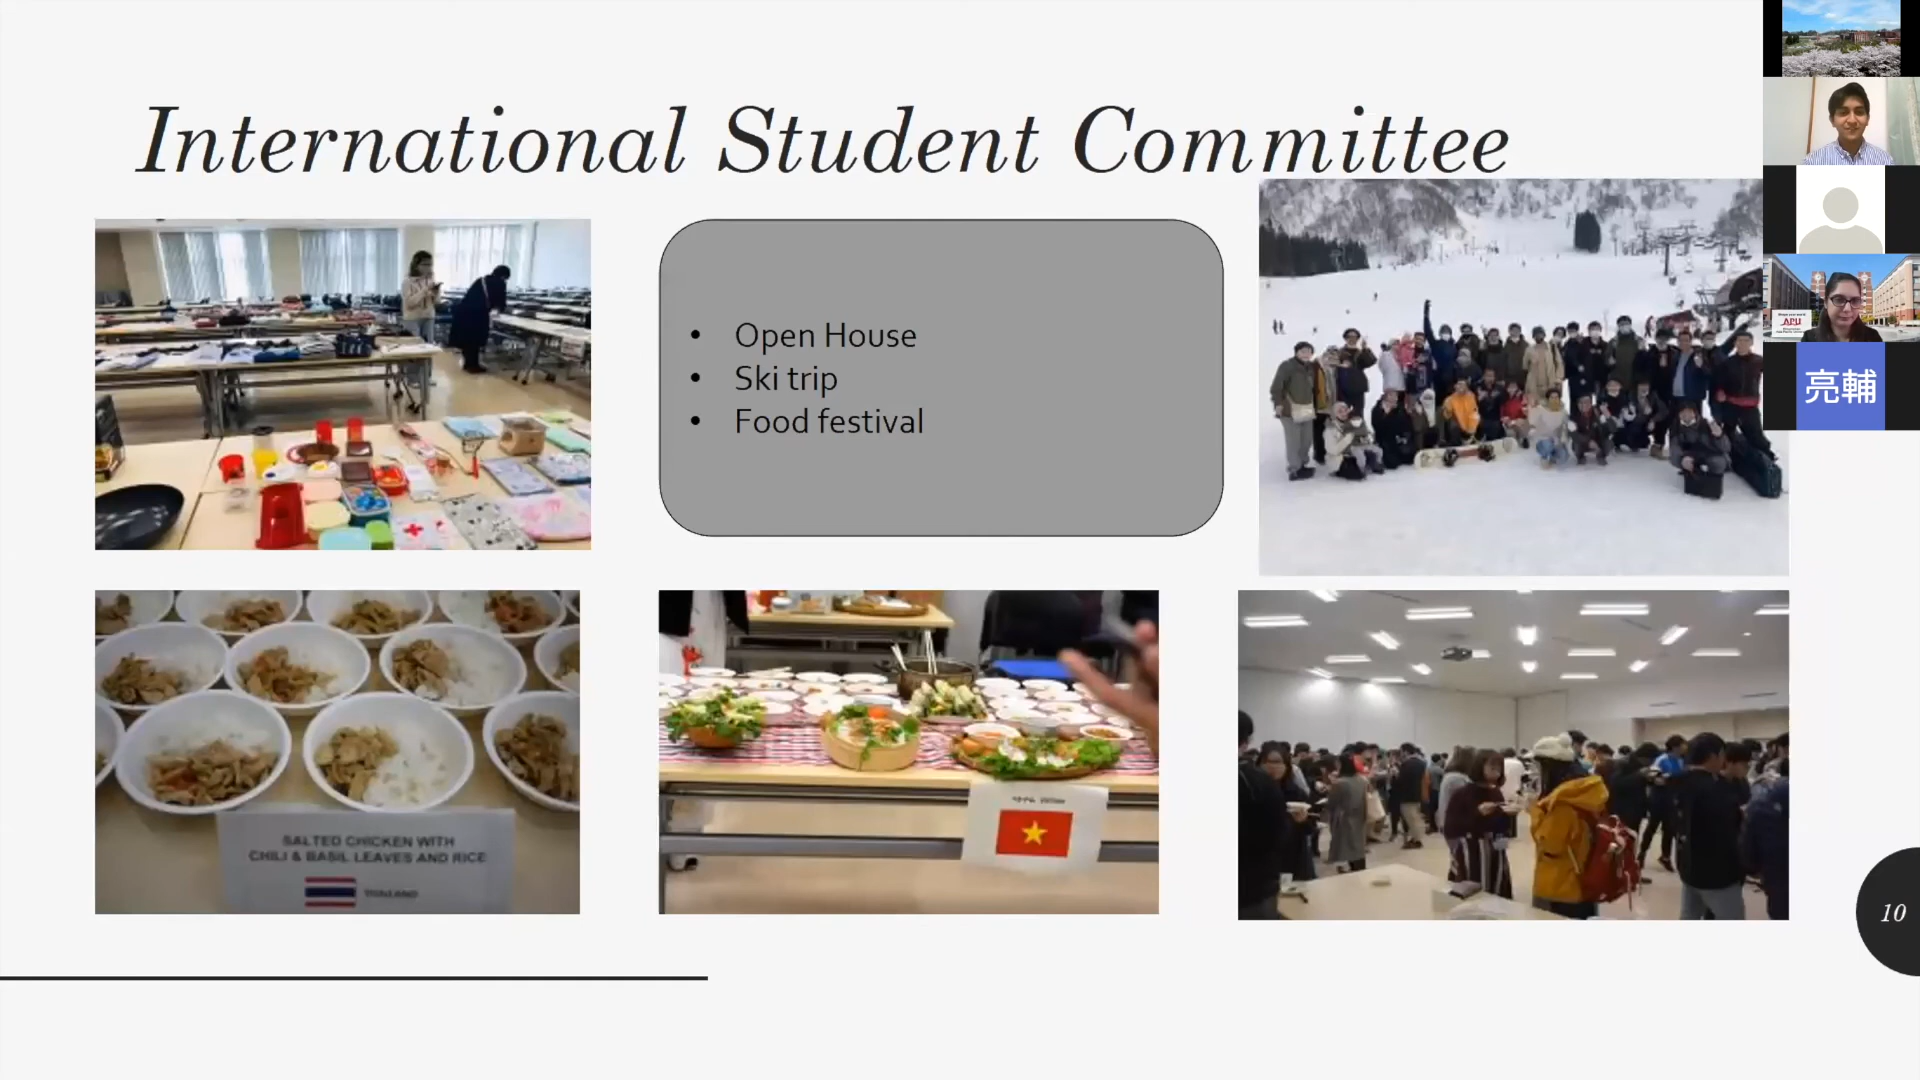 International Student Committee
• Open House
• Ski trip
• Food festival
SALTED CHICKEN WITH
CHILI & BASIL LEAVES AND RICE
THAILAND
10
APU
亮輔